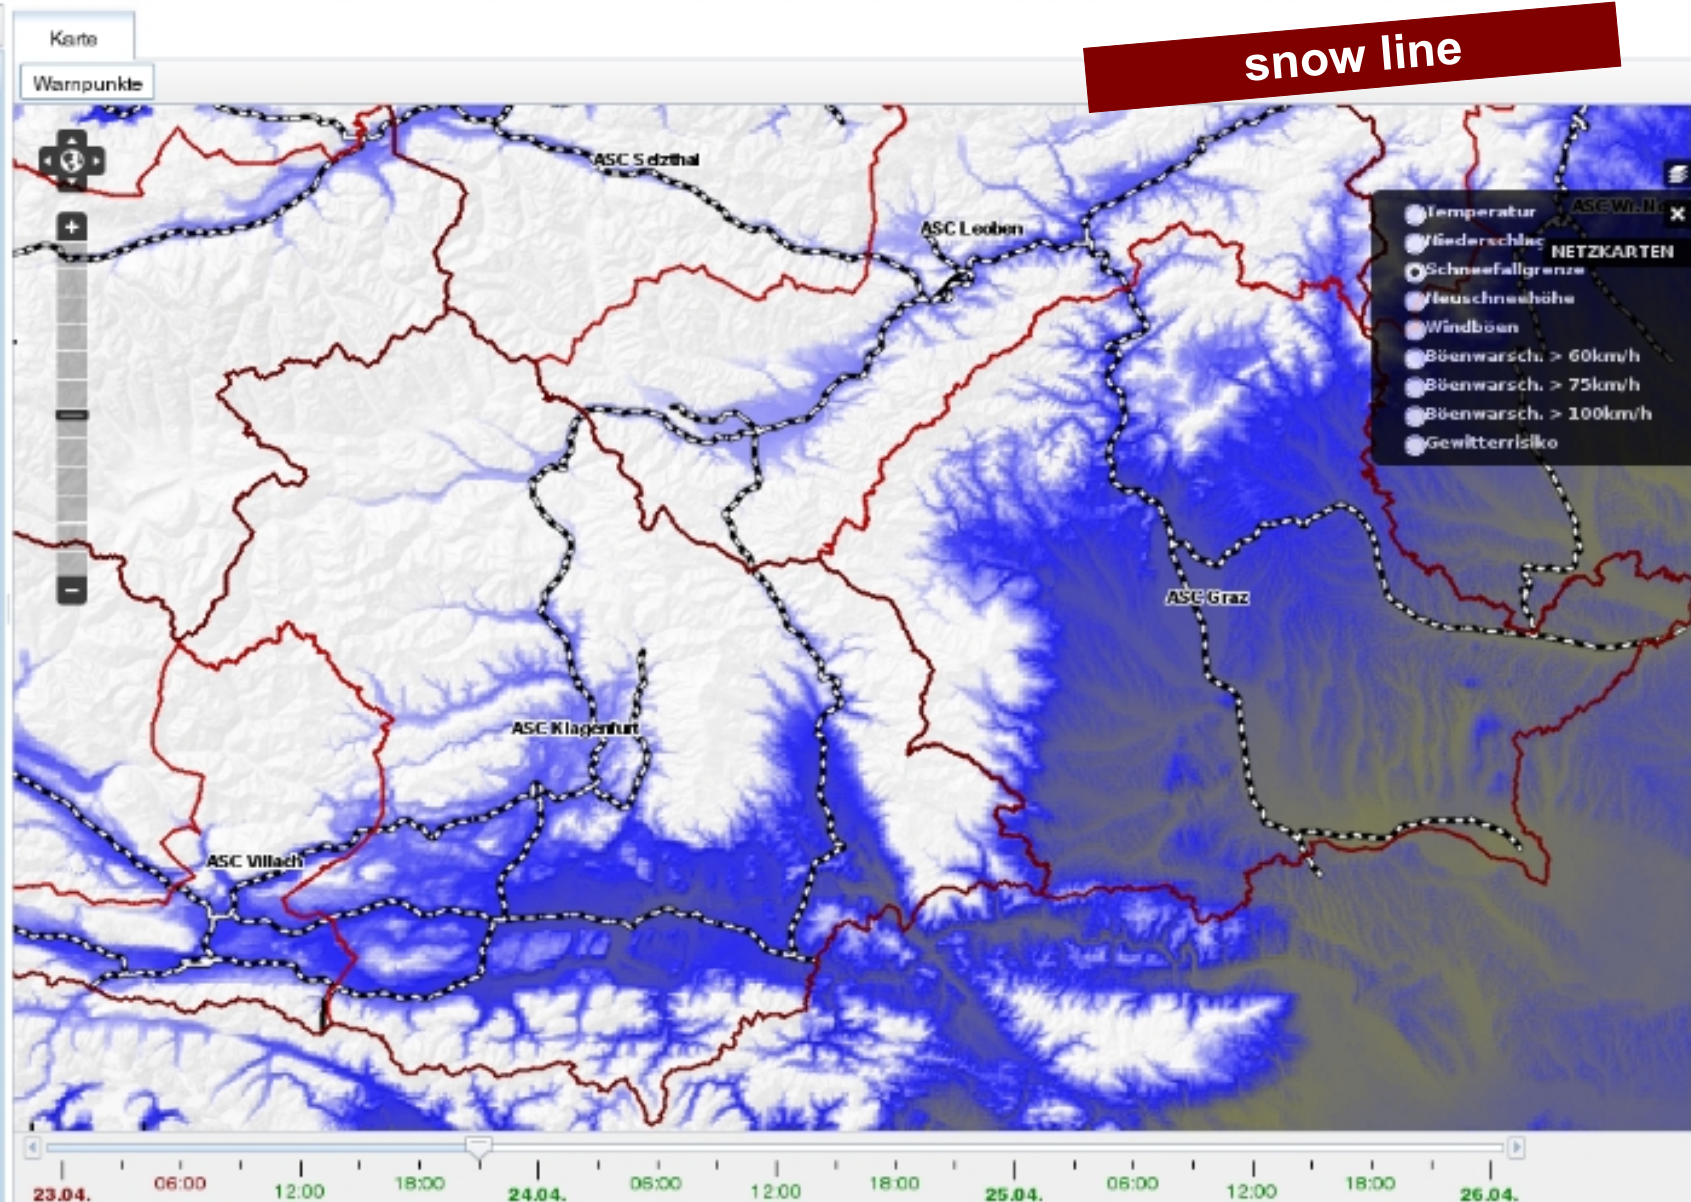 Karte
snow line
Warnpunkte
ASC Selzthal
ASC Leoben
Temperatur
ASC Wr.
Niederschlag
NETZKARTEN
Schneefallgrenze
Neuschneehöhe
Windböen
Böenwarsch. > 60km/h
Böenwarsch. > 75km/h
Böenwarsch. > 100km/h
Gewitterrisiko
ASC Graz
ASC Klagenfurt
ASC Villach
23.04. 06:00 12:00 18:00 24.04. 06:00 12:00 18:00 25.04. 06:00 12:00 18:00 26.04.